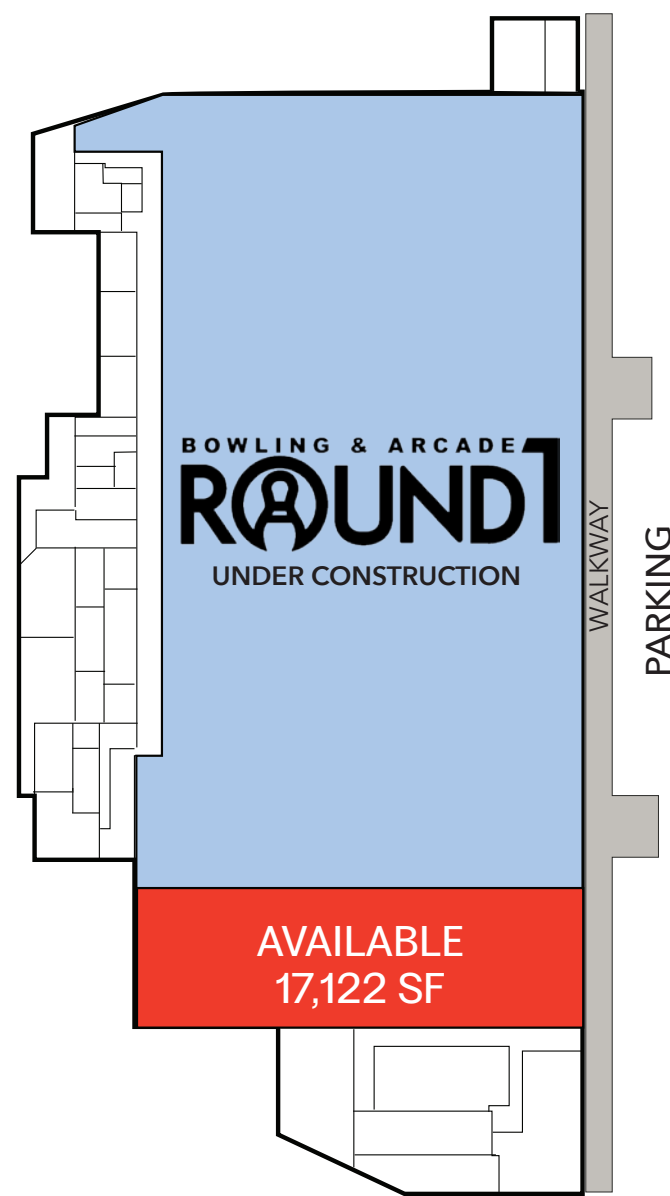 BOWLING & ARCADE
ROUND1
UNDER CONSTRUCTION
WALKWAY
PARKING
AVAILABLE
17,122 SF